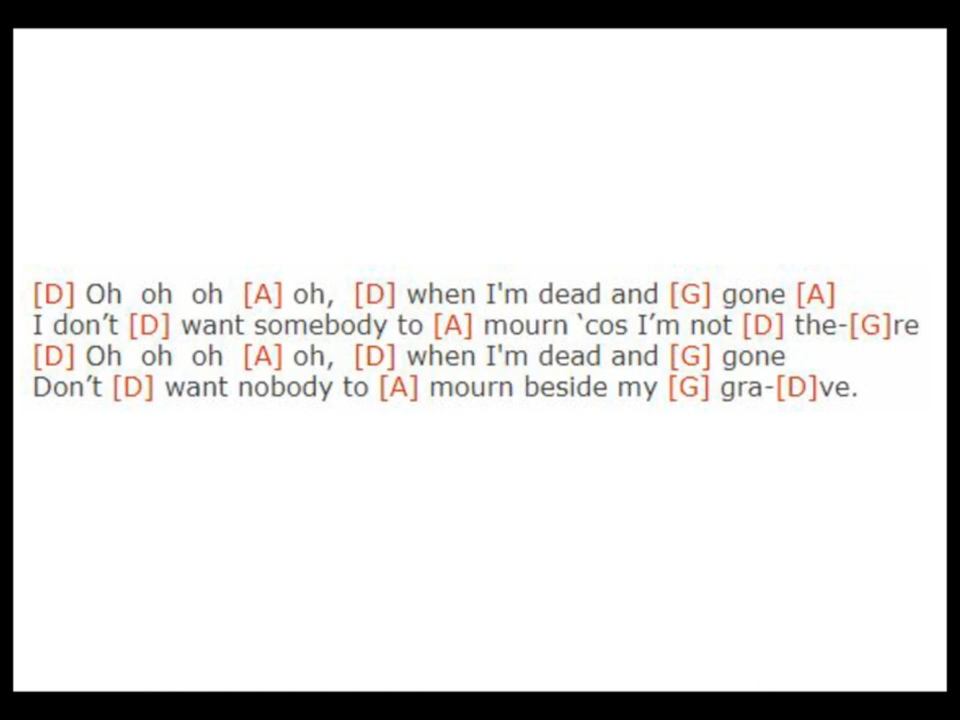 [D] Oh oh oh [A] oh, [D] when I'm dead and [G] gone [A]
I don’t [D] want somebody to [A] mourn ‘cos I’m not [D] the-[G]re
[D] Oh oh oh [A] oh, [D] when I'm dead and [G] gone
Don’t [D] want nobody to [A] mourn beside my [G] gra-[D]ve.